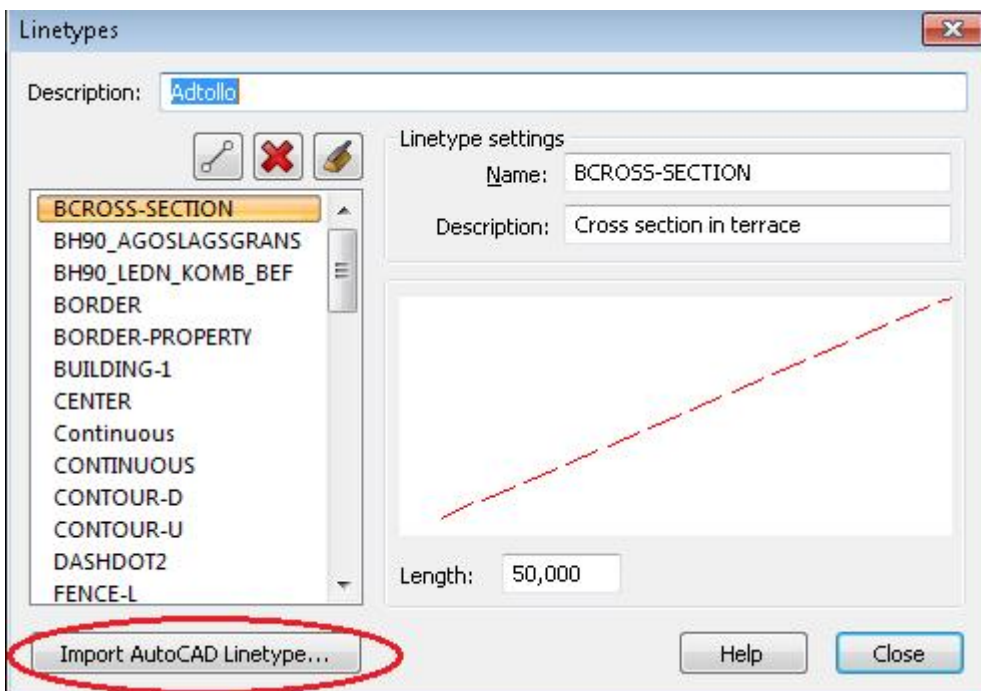 Linetypes
Description: Adtollo
Linetype settings
Name: BCROSS-SECTION
Description: Cross section in terrace
BCROSS-SECTION
BH90_AGOSLAGSGRANS
BH90_LEDN_KOMB_BEF
BORDER
BORDER-PROPERTY
BUILDING-1
CENTER
Continuous
CONTINUOUS
CONTOUR-D
CONTOUR-U
DASHDOT2
FENCE-L
Length: 50,000
Import AutoCAD Linetype...
Help
Close